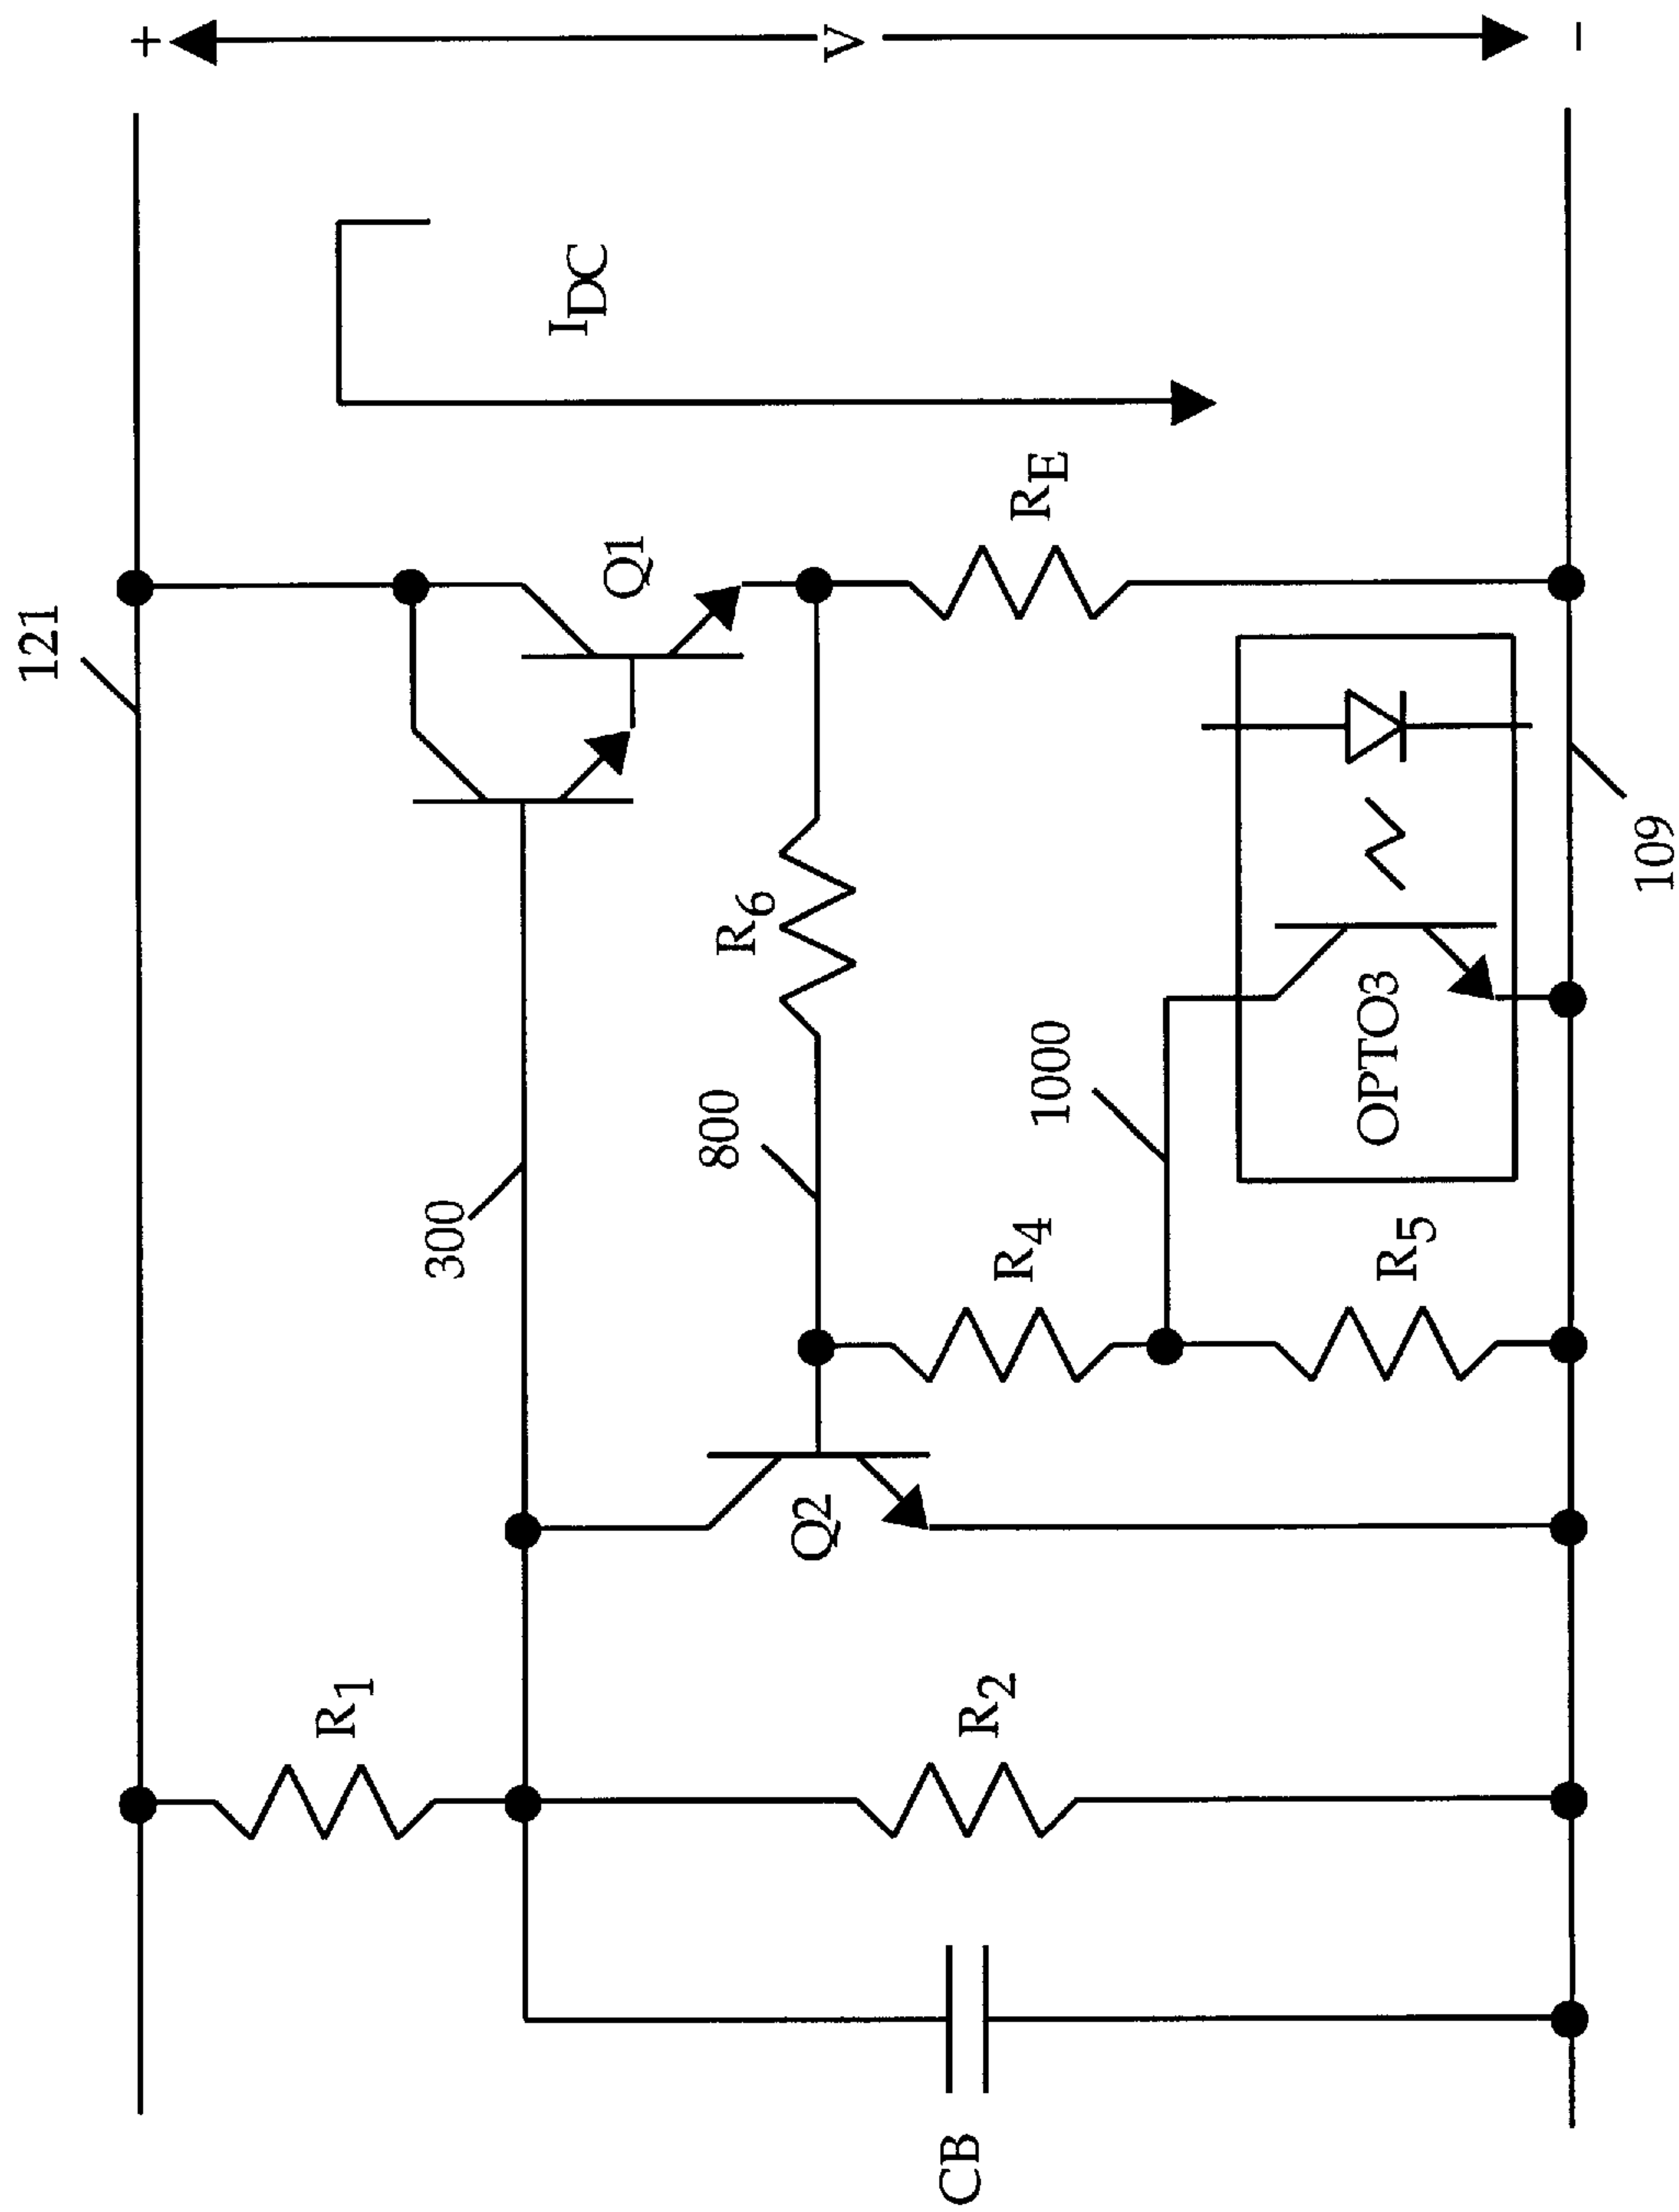 121
+
V
−
I_DC
Q1
R_E
R_6
300
800
1000
109
OPTO3
R_4
R_5
Q2
R_1
R_2
CB